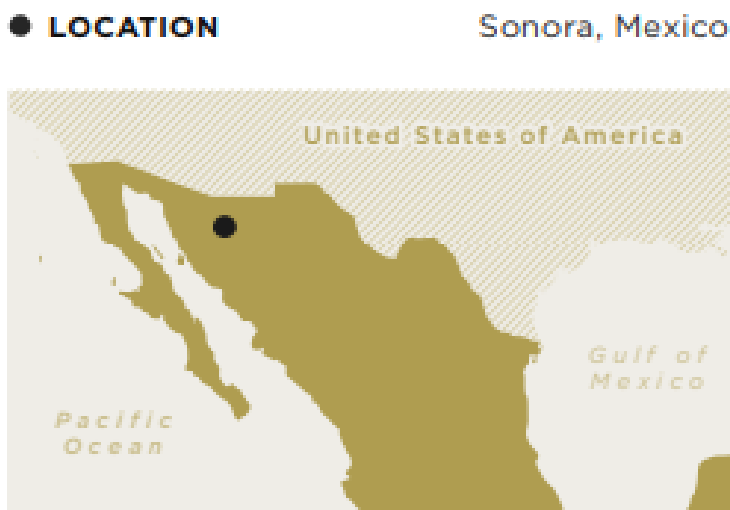 LOCATION Sonora, Mexico
United States of America
Gulf of
Mexico
Pacific
Ocean